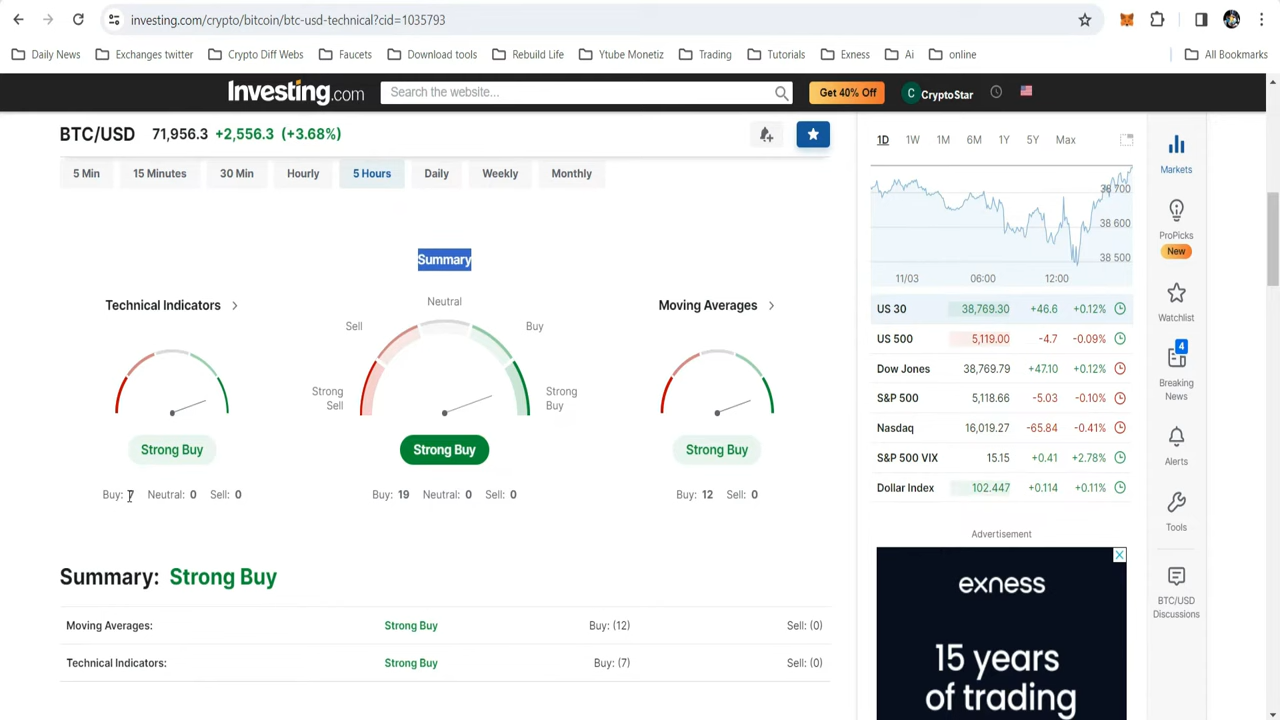 investing.com/crypto/bitcoin/btc-usd-technical?cid=1035793
Daily News Exchanges twitter Crypto Diff Webs Faucets Download tools Rebuild Life Ytube Monetiz Trading Tutorials Exness Ai online All Bookmarks
Investing.com Search the website... Get 40% Off C CryptoStar
BTC/USD 71,956.3 +2,556.3 (+3.68%)
5 Min 15 Minutes 30 Min Hourly 5 Hours Daily Weekly Monthly
Summary
Technical Indicators
Neutral
Sell
Buy
Strong
Sell
Strong
Buy
Moving Averages
Strong Buy
Strong Buy
Strong Buy
Buy: 7 Neutral: 0 Sell: 0
Buy: 19 Neutral: 0 Sell: 0
Buy: 12 Sell: 0
Summary: Strong Buy
Moving Averages: Strong Buy Buy: (12) Sell: (0)
Technical Indicators: Strong Buy Buy: (7) Sell: (0)
1D 1W 1M 6M 1Y 5Y Max
38 700
38 600
38 500
11/03 06:00 12:00
US 30 38,769.30 +46.6 +0.12%
US 500 5,119.00 -4.7 -0.09%
Dow Jones 38,769.79 +47.10 +0.12%
S&P 500 5,118.66 -5.03 -0.10%
Nasdaq 16,019.27 -65.84 -0.41%
S&P 500 VIX 15.15 +0.41 +2.78%
Dollar Index 102.447 +0.114 +0.11%
Advertisement
exness
15 years
of trading
Markets
ProPicks
New
Watchlist
4
Breaking
News
Alerts
Tools
BTC/USD
Discussions